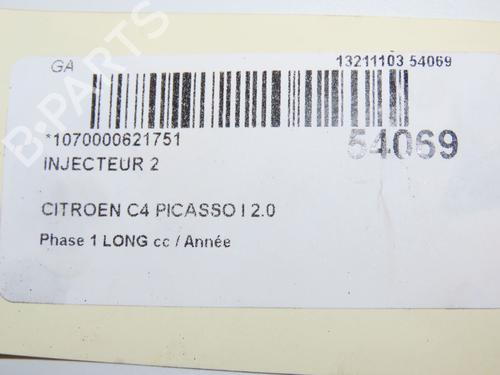 GA
13211103 54069
*1070000621751
54069
INJECTEUR 2
CITROEN C4 PICASSO I 2.0
Phase 1 LONG cc / Année
B-PARTS